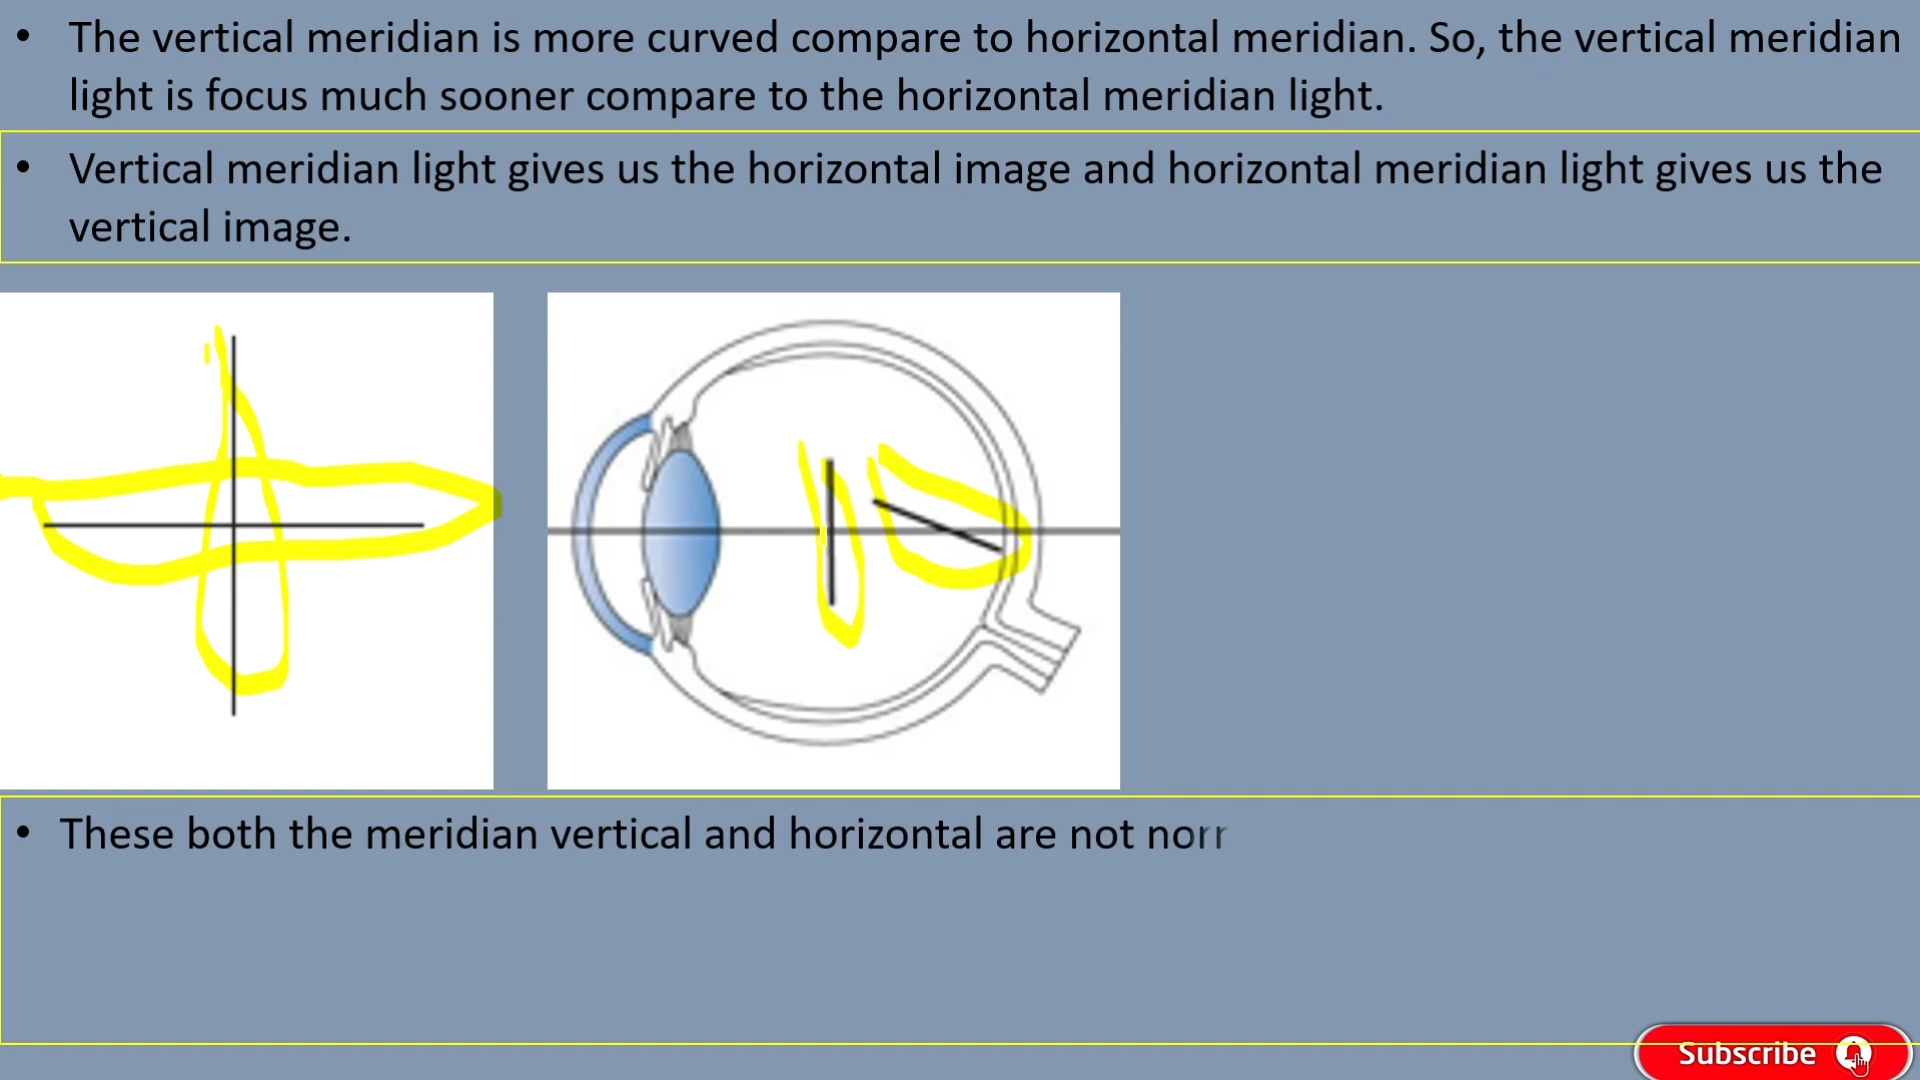 • The vertical meridian is more curved compare to horizontal meridian. So, the vertical meridian
light is focus much sooner compare to the horizontal meridian light.
• Vertical meridian light gives us the horizontal image and horizontal meridian light gives us the
vertical image.
• These both the meridian vertical and horizontal are not norr
Subscribe